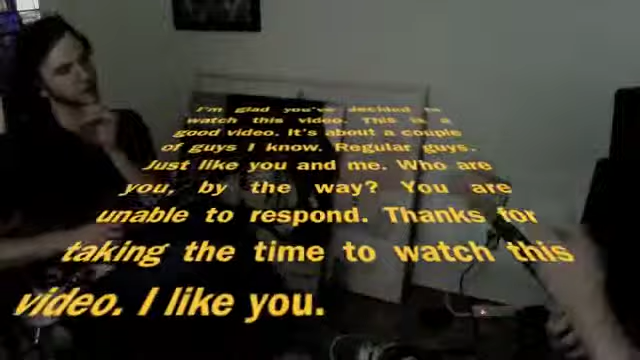 I'm glad you've decided to
watch this video. This is a
good video. It's about a couple
of guys I know. Regular guys.
Just like you and me. Who are
you, by the way? You are
unable to respond. Thanks for
taking the time to watch this
video. I like you.